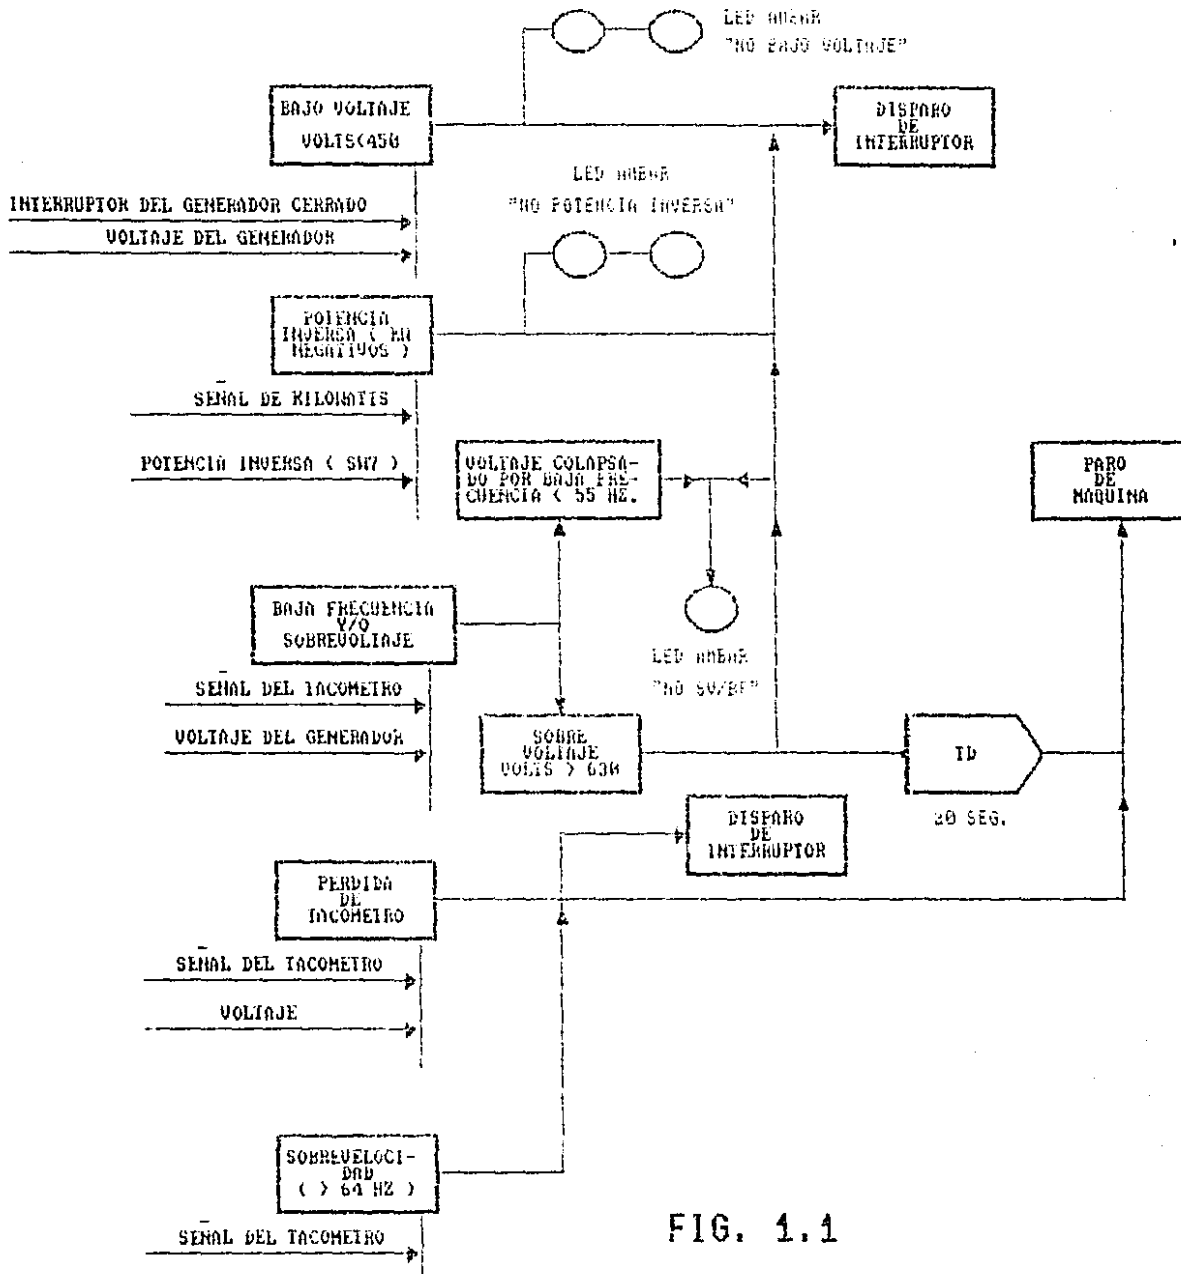 LED AMBAR
"NO BAJO VOLTAJE"
BAJO VOLTAJE
VOLTS<450
DISPARO
DE
INTERRUPTOR
LED AMBAR
"NO POTENCIA INVERSA"
INTERRUPTOR DEL GENERADOR CERRADO
VOLTAJE DEL GENERADOR
POTENCIA
INVERSA ( KW
NEGATIVOS )
SEÑAL DE KILOWATTS
POTENCIA INVERSA ( SW7 )
VOLTAJE COLAPSA-
DO POR BAJA FRE-
CUENCIA < 55 HZ.
PARO
DE
MAQUINA
BAJA FRECUENCIA
Y/O
SOBREVOLTAJE
LED AMBAR
"NO SV/BF"
SEÑAL DEL TACOMETRO
VOLTAJE DEL GENERADOR
SOBRE
VOLTAJE
VOLTS > 630
TD
20 SEG.
DISPARO
DE
INTERRUPTOR
PERDIDA
DE
TACOMETRO
SEÑAL DEL TACOMETRO
VOLTAJE
SOBREVELOCI-
DAD
( > 64 HZ )
SEÑAL DEL TACOMETRO
FIG. 1.1